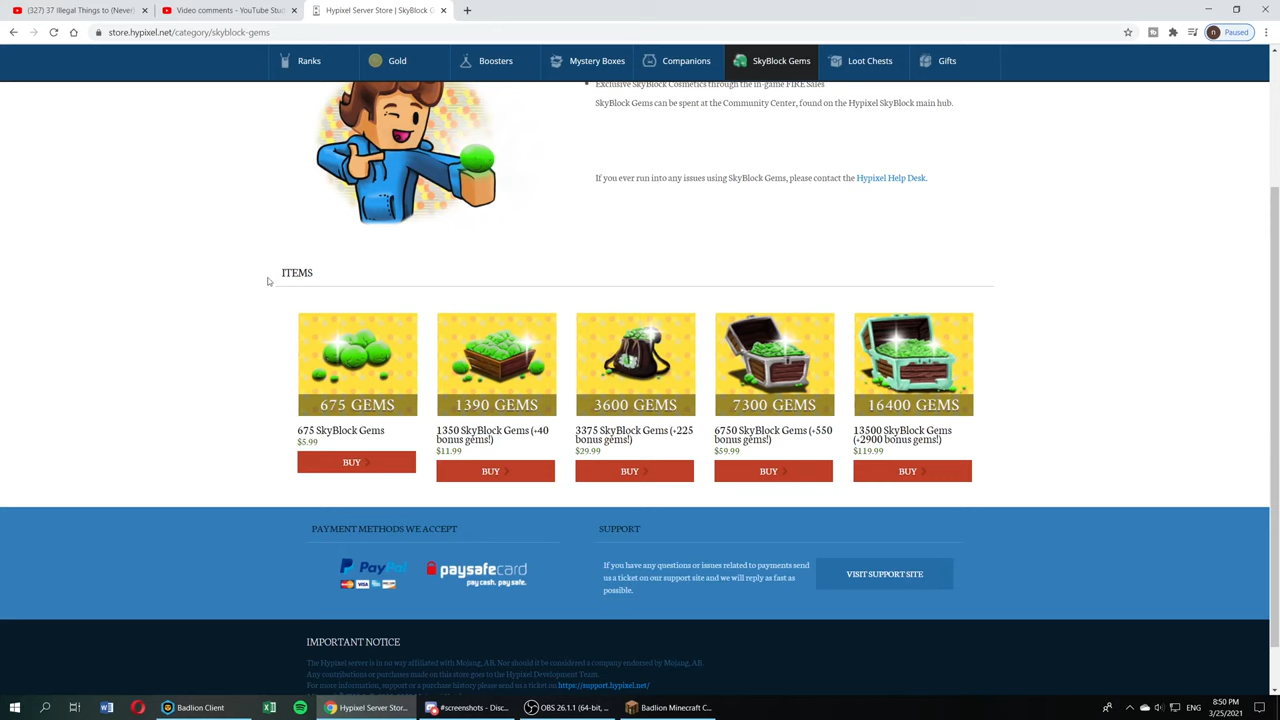 (327) 37 Illegal Things to (Never)
Video comments - YouTube Stud
Hypixel Server Store | SkyBlock G
store.hypixel.net/category/skyblock-gems
Paused
Ranks
Gold
Boosters
Mystery Boxes
Companions
SkyBlock Gems
Loot Chests
Gifts
Exclusive SkyBlock Cosmetics through the in-game FIRE Sales
SkyBlock Gems can be spent at the Community Center, found on the Hypixel SkyBlock main hub.
If you ever run into any issues using SkyBlock Gems, please contact the Hypixel Help Desk.
ITEMS
675 GEMS
1390 GEMS
3600 GEMS
7300 GEMS
16400 GEMS
675 SkyBlock Gems
$5.99
BUY
1350 SkyBlock Gems (+40
bonus gems!)
$11.99
BUY
3375 SkyBlock Gems (+225
bonus gems!)
$29.99
BUY
6750 SkyBlock Gems (+550
bonus gems!)
$59.99
BUY
13500 SkyBlock Gems
(+2900 bonus gems!)
$119.99
BUY
PAYMENT METHODS WE ACCEPT
PayPal
paysafecard
pay cash. pay safe.
SUPPORT
If you have any questions or issues related to payments send
us a ticket on our support site and we will reply as fast as
possible.
VISIT SUPPORT SITE
IMPORTANT NOTICE
The Hypixel server is in no way affiliated with Mojang, AB. Nor should it be considered a company endorsed by Mojang, AB.
Any contributions or purchases made on this store goes to the Hypixel Development Team.
For more information, support or a purchase history please send us a ticket on https://support.hypixel.net/
Badlion Client
Hypixel Server Stor...
#screenshots - Disc...
OBS 26.1.1 (64-bit, ...
Badlion Minecraft C...
ENG
8:50 PM
3/25/2021